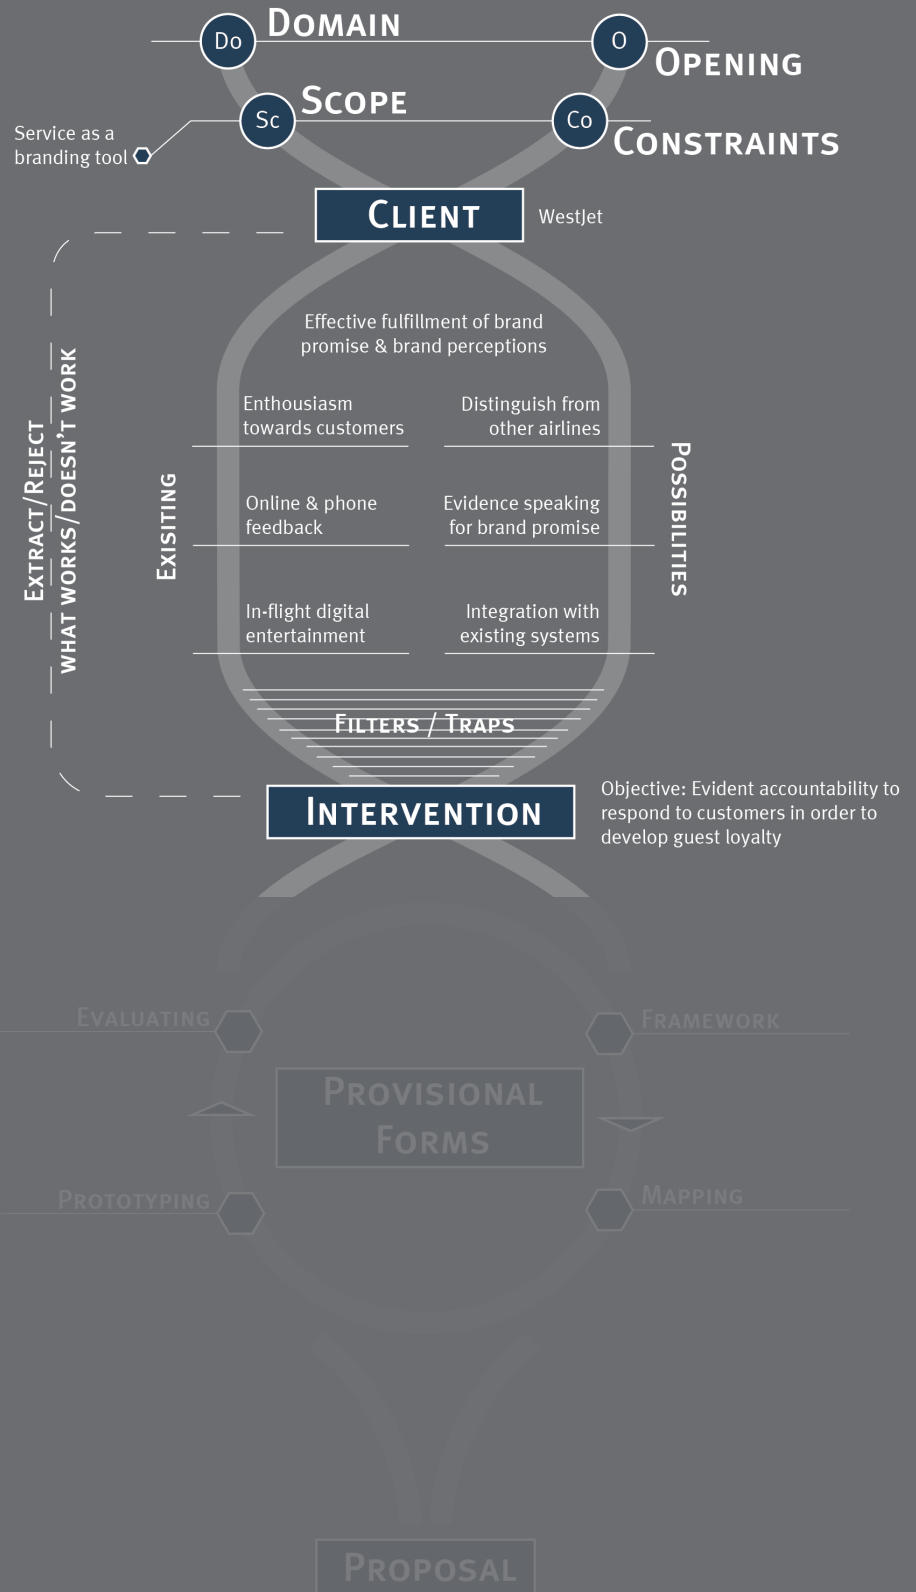 Do
DOMAIN
O
OPENING
Sc
SCOPE
Co
CONSTRAINTS
Service as a
branding tool
CLIENT
WestJet
Effective fulfillment of brand
promise & brand perceptions
Enthousiasm
towards customers
Distinguish from
other airlines
Online & phone
feedback
Evidence speaking
for brand promise
In-flight digital
entertainment
Integration with
existing systems
EXTRACT/REJECT
WHAT WORKS/DOESN'T WORK
EXISITING
POSSIBILITIES
FILTERS / TRAPS
INTERVENTION
Objective: Evident accountability to
respond to customers in order to
develop guest loyalty
EVALUATING
FRAMEWORK
PROVISIONAL
FORMS
PROTOTYPING
MAPPING
PROPOSAL